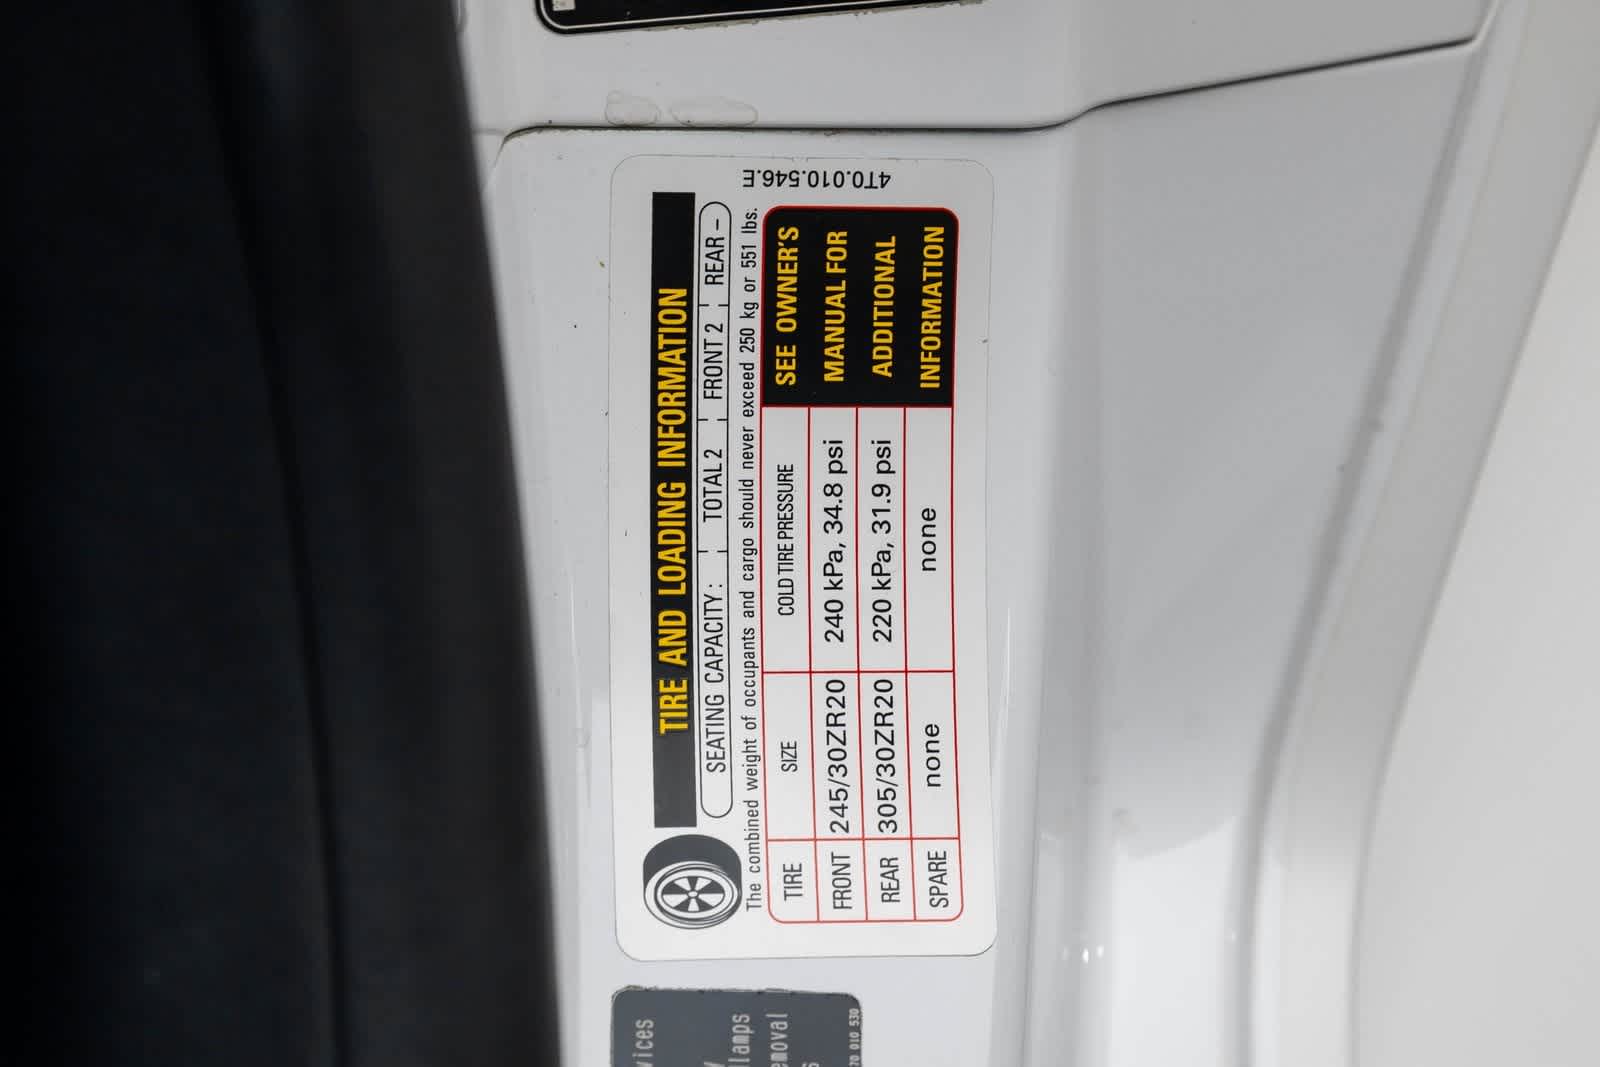 4T0.010.546.E
TIRE AND LOADING INFORMATION
SEATING CAPACITY: TOTAL 2 FRONT 2 REAR –
The combined weight of occupants and cargo should never exceed 250 kg or 551 lbs.
TIRE SIZE COLD TIRE PRESSURE
FRONT 245/30ZR20 240 kPa, 34.8 psi
REAR 305/30ZR20 220 kPa, 31.9 psi
SPARE none none
SEE OWNER'S
MANUAL FOR
ADDITIONAL
INFORMATION
lamps
010 530